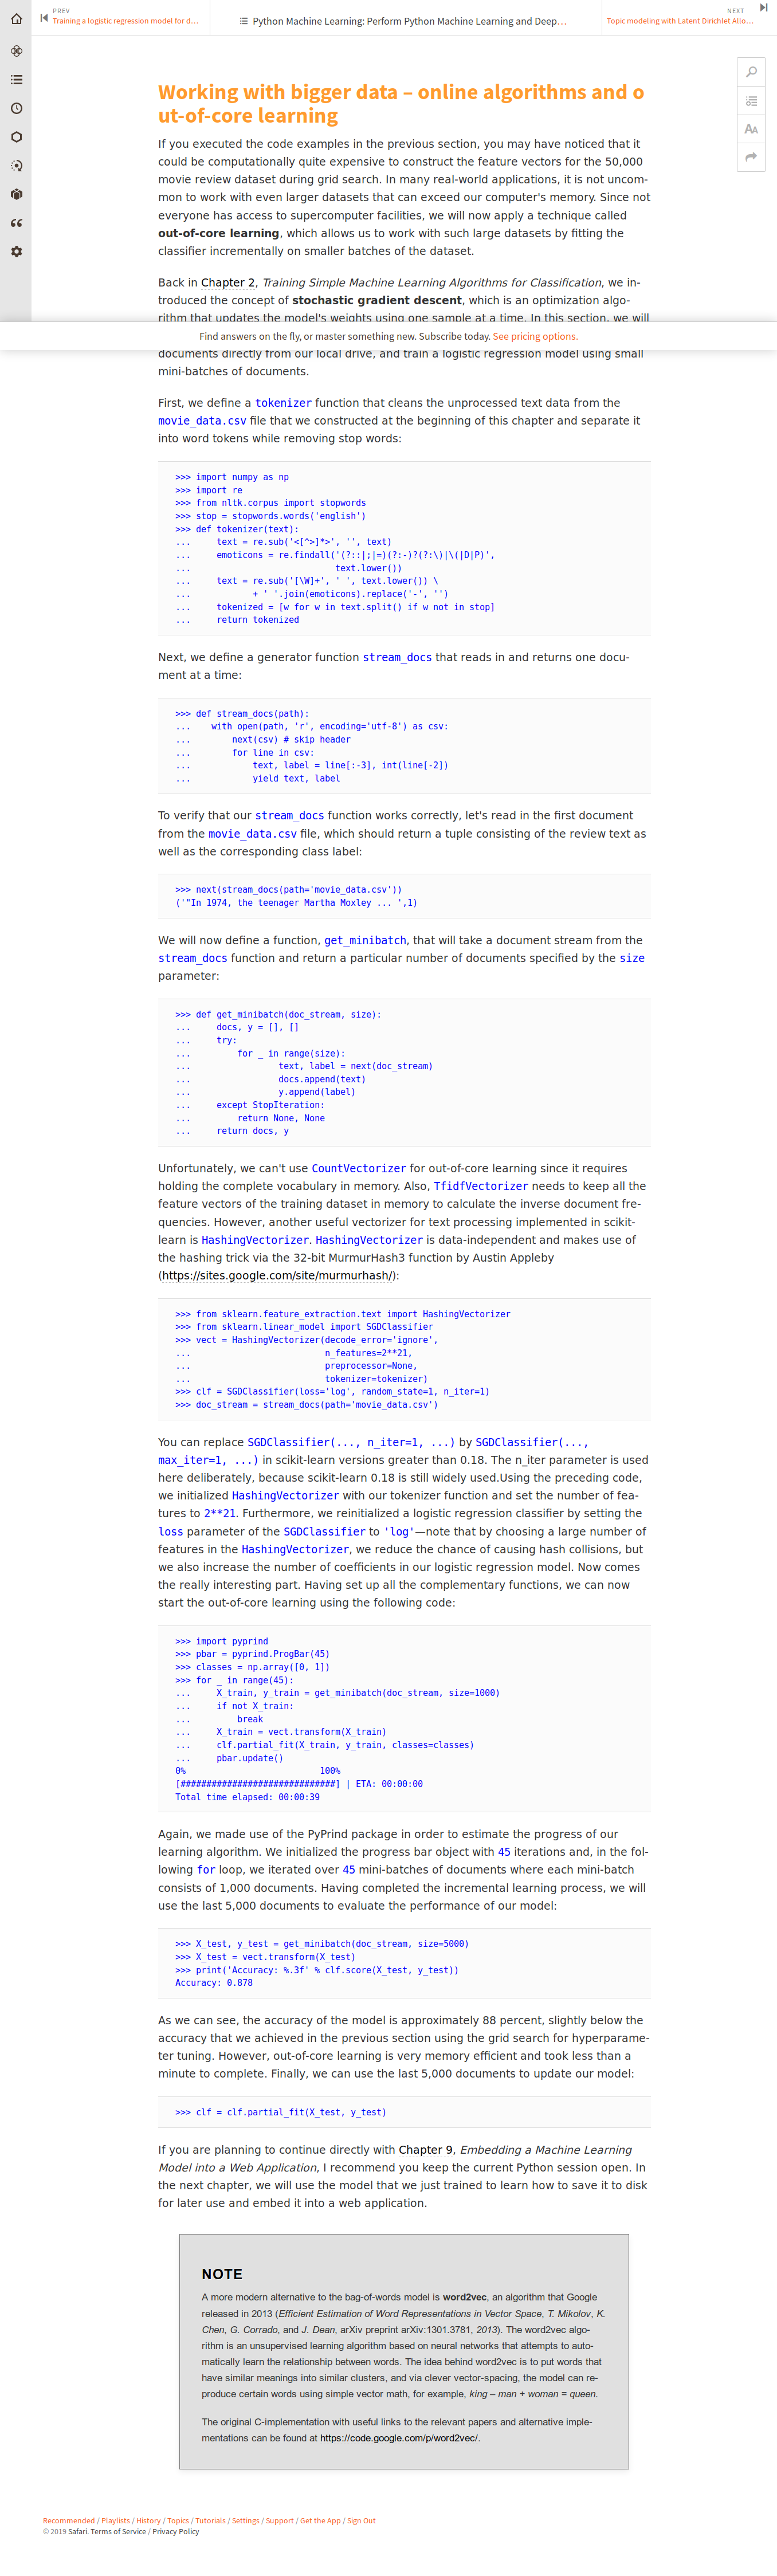 PREV
Training a logistic regression model for d…
Python Machine Learning: Perform Python Machine Learning and Deep…
NEXT
Topic modeling with Latent Dirichlet Allo…
Working with bigger data – online algorithms and o
ut-of-core learning
If you executed the code examples in the previous section, you may have noticed that it
could be computationally quite expensive to construct the feature vectors for the 50,000
movie review dataset during grid search. In many real-world applications, it is not uncom-
mon to work with even larger datasets that can exceed our computer's memory. Since not
everyone has access to supercomputer facilities, we will now apply a technique called
out-of-core learning, which allows us to work with such large datasets by fitting the
classifier incrementally on smaller batches of the dataset.
Back in Chapter 2, Training Simple Machine Learning Algorithms for Classification, we in-
troduced the concept of stochastic gradient descent, which is an optimization algo-
rithm that updates the model's weights using one sample at a time. In this section, we will
Find answers on the fly, or master something new. Subscribe today. See pricing options.
documents directly from our local drive, and train a logistic regression model using small
mini-batches of documents.
First, we define a tokenizer function that cleans the unprocessed text data from the
movie_data.csv file that we constructed at the beginning of this chapter and separate it
into word tokens while removing stop words:
>>> import numpy as np
>>> import re
>>> from nltk.corpus import stopwords
>>> stop = stopwords.words('english')
>>> def tokenizer(text):
...     text = re.sub('<[^>]*>', '', text)
...     emoticons = re.findall('(?::|;|=)(?:-)?(?:\)|\(|D|P)',
...                            text.lower())
...     text = re.sub('[\W]+', ' ', text.lower()) \
...            + ' '.join(emoticons).replace('-', '')
...     tokenized = [w for w in text.split() if w not in stop]
...     return tokenized
Next, we define a generator function stream_docs that reads in and returns one docu-
ment at a time:
>>> def stream_docs(path):
...    with open(path, 'r', encoding='utf-8') as csv:
...        next(csv) # skip header
...        for line in csv:
...            text, label = line[:-3], int(line[-2])
...            yield text, label
To verify that our stream_docs function works correctly, let's read in the first document
from the movie_data.csv file, which should return a tuple consisting of the review text as
well as the corresponding class label:
>>> next(stream_docs(path='movie_data.csv'))
('"In 1974, the teenager Martha Moxley ... ',1)
We will now define a function, get_minibatch, that will take a document stream from the
stream_docs function and return a particular number of documents specified by the size
parameter:
>>> def get_minibatch(doc_stream, size):
...     docs, y = [], []
...     try:
...         for _ in range(size):
...                 text, label = next(doc_stream)
...                 docs.append(text)
...                 y.append(label)
...     except StopIteration:
...         return None, None
...     return docs, y
Unfortunately, we can't use CountVectorizer for out-of-core learning since it requires
holding the complete vocabulary in memory. Also, TfidfVectorizer needs to keep all the
feature vectors of the training dataset in memory to calculate the inverse document fre-
quencies. However, another useful vectorizer for text processing implemented in scikit-
learn is HashingVectorizer. HashingVectorizer is data-independent and makes use of
the hashing trick via the 32-bit MurmurHash3 function by Austin Appleby
(https://sites.google.com/site/murmurhash/):
>>> from sklearn.feature_extraction.text import HashingVectorizer
>>> from sklearn.linear_model import SGDClassifier
>>> vect = HashingVectorizer(decode_error='ignore',
...                          n_features=2**21,
...                          preprocessor=None,
...                          tokenizer=tokenizer)
>>> clf = SGDClassifier(loss='log', random_state=1, n_iter=1)
>>> doc_stream = stream_docs(path='movie_data.csv')
You can replace SGDClassifier(..., n_iter=1, ...) by SGDClassifier(...,
max_iter=1, ...) in scikit-learn versions greater than 0.18. The n_iter parameter is used
here deliberately, because scikit-learn 0.18 is still widely used.Using the preceding code,
we initialized HashingVectorizer with our tokenizer function and set the number of fea-
tures to 2**21. Furthermore, we reinitialized a logistic regression classifier by setting the
loss parameter of the SGDClassifier to 'log'—note that by choosing a large number of
features in the HashingVectorizer, we reduce the chance of causing hash collisions, but
we also increase the number of coefficients in our logistic regression model. Now comes
the really interesting part. Having set up all the complementary functions, we can now
start the out-of-core learning using the following code:
>>> import pyprind
>>> pbar = pyprind.ProgBar(45)
>>> classes = np.array([0, 1])
>>> for _ in range(45):
...     X_train, y_train = get_minibatch(doc_stream, size=1000)
...     if not X_train:
...         break
...     X_train = vect.transform(X_train)
...     clf.partial_fit(X_train, y_train, classes=classes)
...     pbar.update()
0%                          100%
[##############################] | ETA: 00:00:00
Total time elapsed: 00:00:39
Again, we made use of the PyPrind package in order to estimate the progress of our
learning algorithm. We initialized the progress bar object with 45 iterations and, in the fol-
lowing for loop, we iterated over 45 mini-batches of documents where each mini-batch
consists of 1,000 documents. Having completed the incremental learning process, we will
use the last 5,000 documents to evaluate the performance of our model:
>>> X_test, y_test = get_minibatch(doc_stream, size=5000)
>>> X_test = vect.transform(X_test)
>>> print('Accuracy: %.3f' % clf.score(X_test, y_test))
Accuracy: 0.878
As we can see, the accuracy of the model is approximately 88 percent, slightly below the
accuracy that we achieved in the previous section using the grid search for hyperparame-
ter tuning. However, out-of-core learning is very memory efficient and took less than a
minute to complete. Finally, we can use the last 5,000 documents to update our model:
>>> clf = clf.partial_fit(X_test, y_test)
If you are planning to continue directly with Chapter 9, Embedding a Machine Learning
Model into a Web Application, I recommend you keep the current Python session open. In
the next chapter, we will use the model that we just trained to learn how to save it to disk
for later use and embed it into a web application.
NOTE
A more modern alternative to the bag-of-words model is word2vec, an algorithm that Google
released in 2013 (Efficient Estimation of Word Representations in Vector Space, T. Mikolov, K.
Chen, G. Corrado, and J. Dean, arXiv preprint arXiv:1301.3781, 2013). The word2vec algo-
rithm is an unsupervised learning algorithm based on neural networks that attempts to auto-
matically learn the relationship between words. The idea behind word2vec is to put words that
have similar meanings into similar clusters, and via clever vector-spacing, the model can re-
produce certain words using simple vector math, for example, king – man + woman = queen.
The original C-implementation with useful links to the relevant papers and alternative imple-
mentations can be found at https://code.google.com/p/word2vec/.
Recommended / Playlists / History / Topics / Tutorials / Settings / Support / Get the App / Sign Out
© 2019 Safari. Terms of Service / Privacy Policy